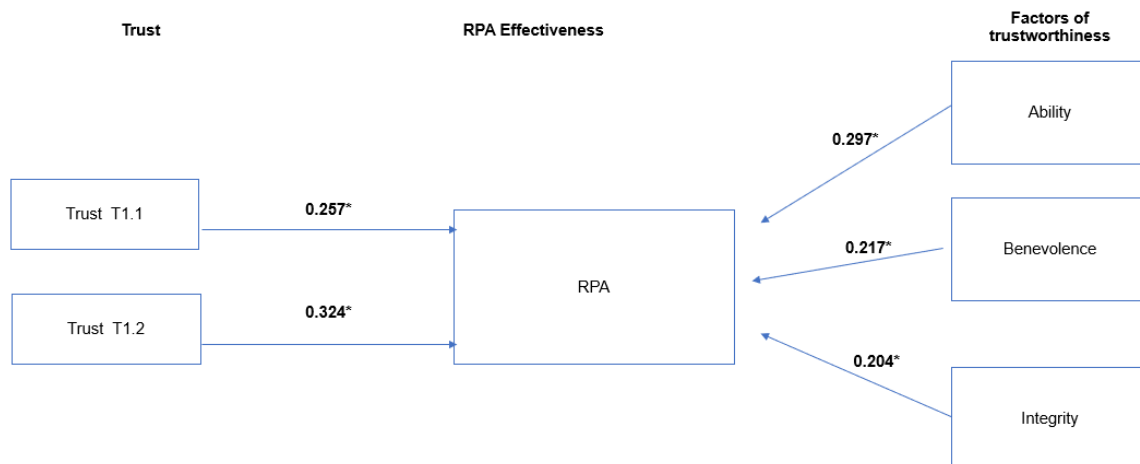 Trust
RPA Effectiveness
Factors of
trustworthiness
Ability
0.297*
Trust T1.1
0.257*
0.217*
Benevolence
RPA
Trust T1.2
0.324*
0.204*
Integrity